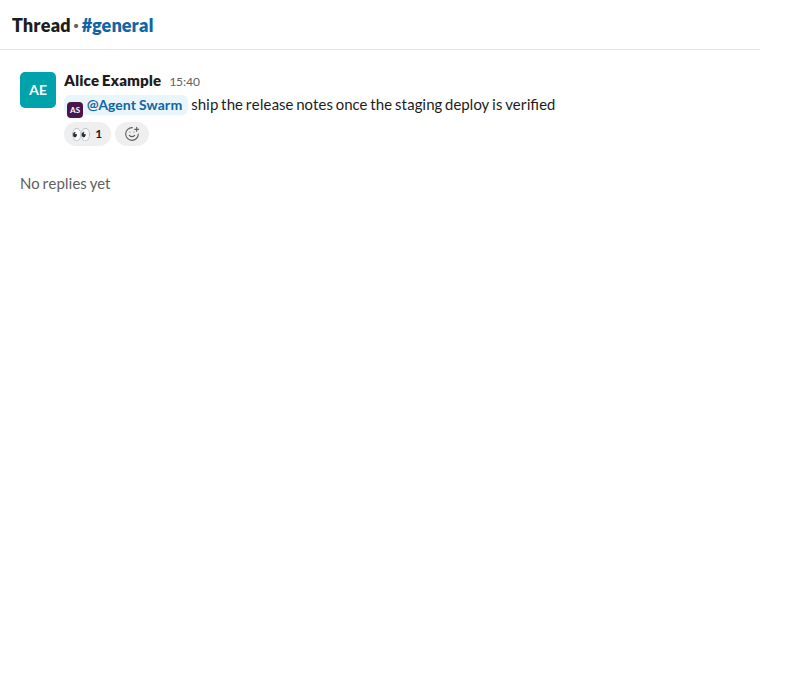 Thread • #general
AE
Alice Example 15:40
AS @Agent Swarm ship the release notes once the staging deploy is verified
👀 1
No replies yet